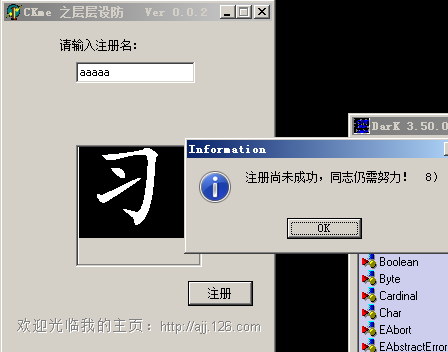 CKme 之层层设防 Ver 0.0.2
请输入注册名：
aaaaa
习
注册
欢迎光临我的主页：http://ajj.126.com
Information
注册尚未成功，同志仍需努力！ 8）
OK
DarK 3.50.0
Boolean
Byte
Cardinal
Char
EAbort
EAbstractError